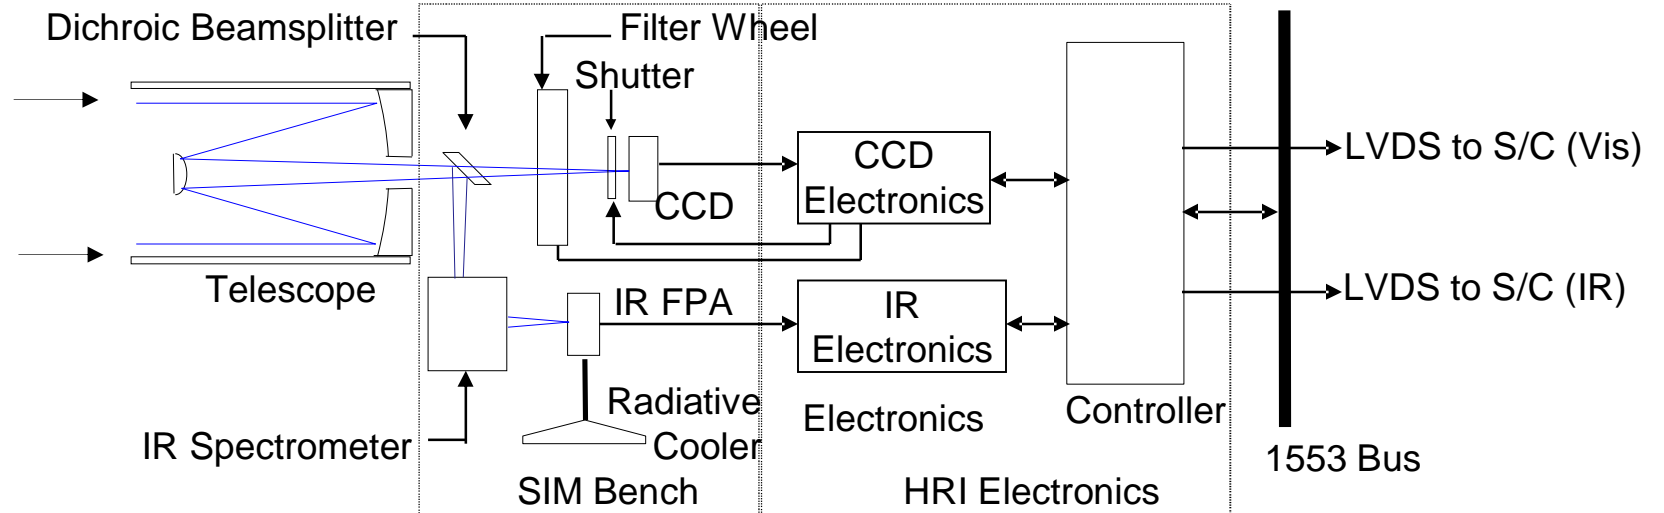 Dichroic Beamsplitter
Filter Wheel
Shutter
CCD
CCD
Electronics
LVDS to S/C (Vis)
Telescope
IR FPA
IR
Electronics
LVDS to S/C (IR)
Radiative
Cooler
Electronics
Controller
IR Spectrometer
1553 Bus
SIM Bench
HRI Electronics